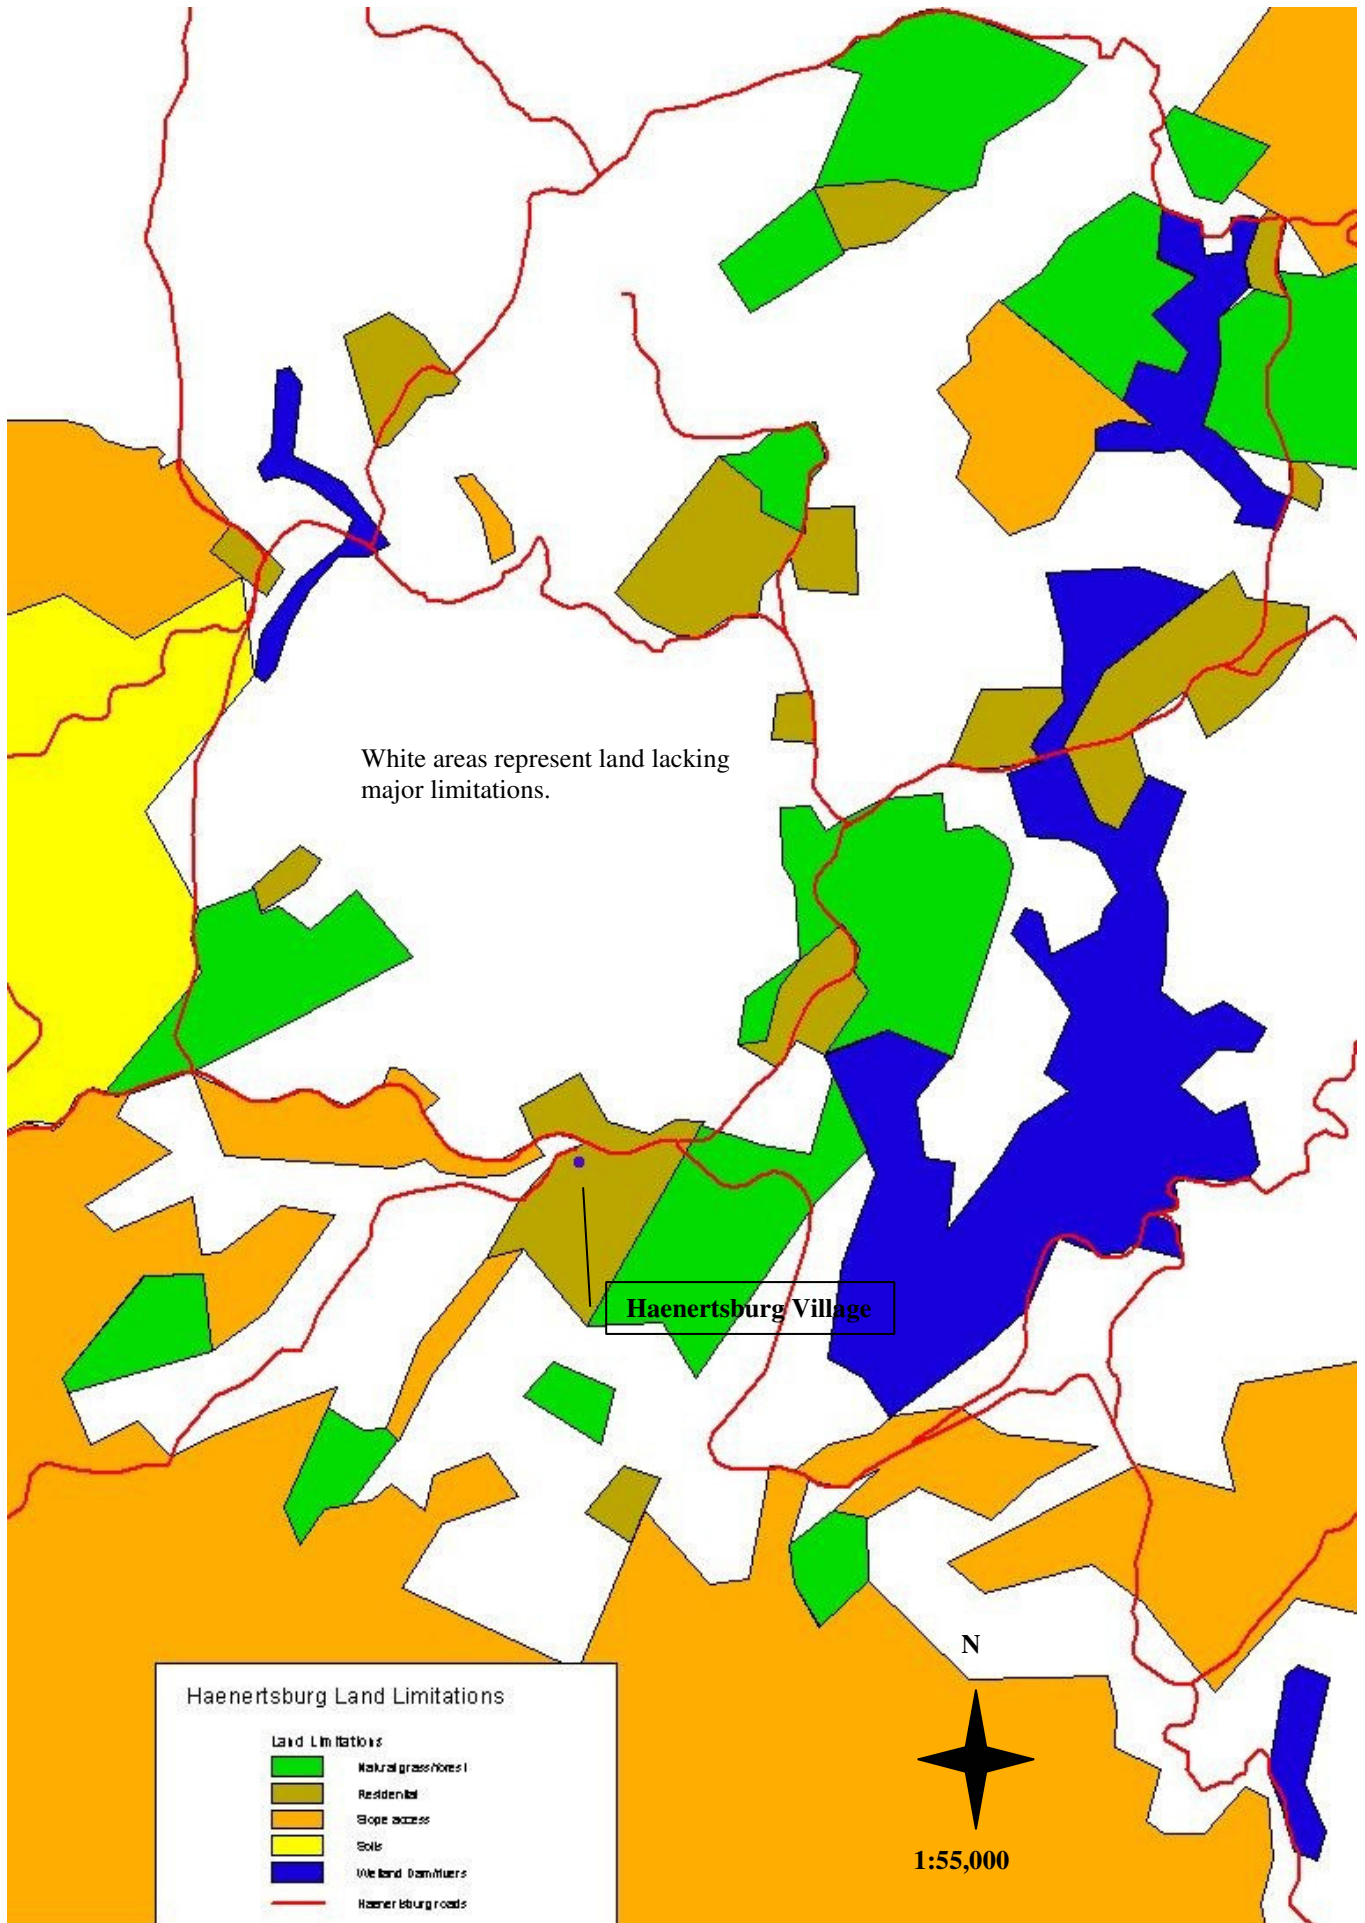 White areas represent land lacking
major limitations.
Haenertsburg Village
N
1:55,000
Haenertsburg Land Limitations
Land Limitations
Natural grass/forest
Residential
Slope access
Soils
Wetland Dam/rivers
Haenertsburg roads